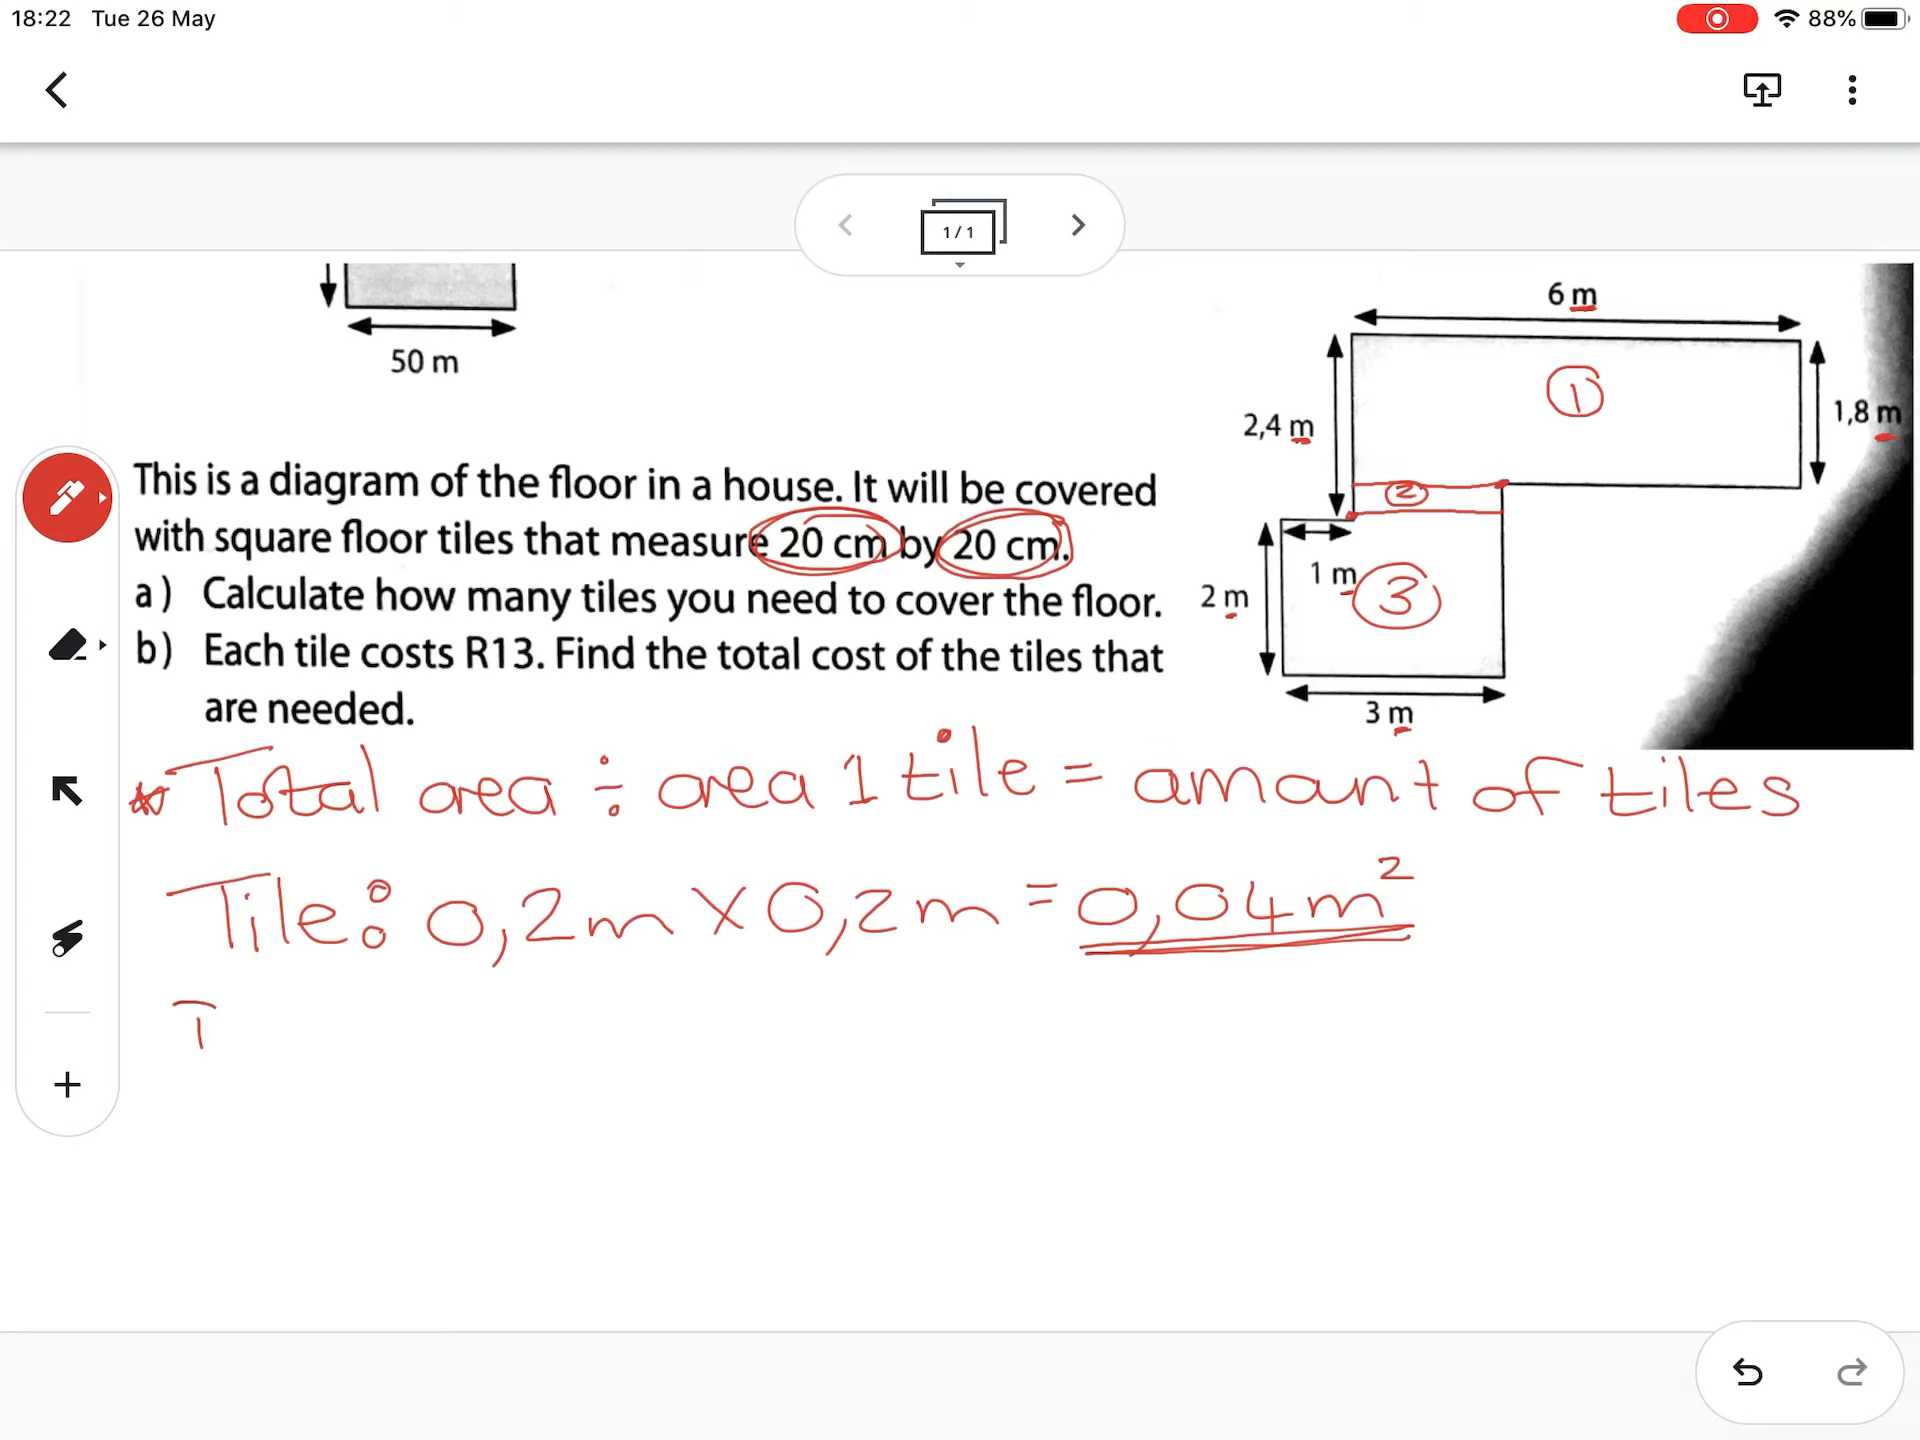 18:22 Tue 26 May
88%
1 / 1
50 m
6 m
2,4 m
1,8 m
1
2
This is a diagram of the floor in a house. It will be covered
with square floor tiles that measure 20 cm by 20 cm.
a) Calculate how many tiles you need to cover the floor.
b) Each tile costs R13. Find the total cost of the tiles that
are needed.
1 m
3
2 m
3 m
* Total area ÷ area 1 tile = amount of tiles
Tile: 0,2m × 0,2m = 0,04m²
T